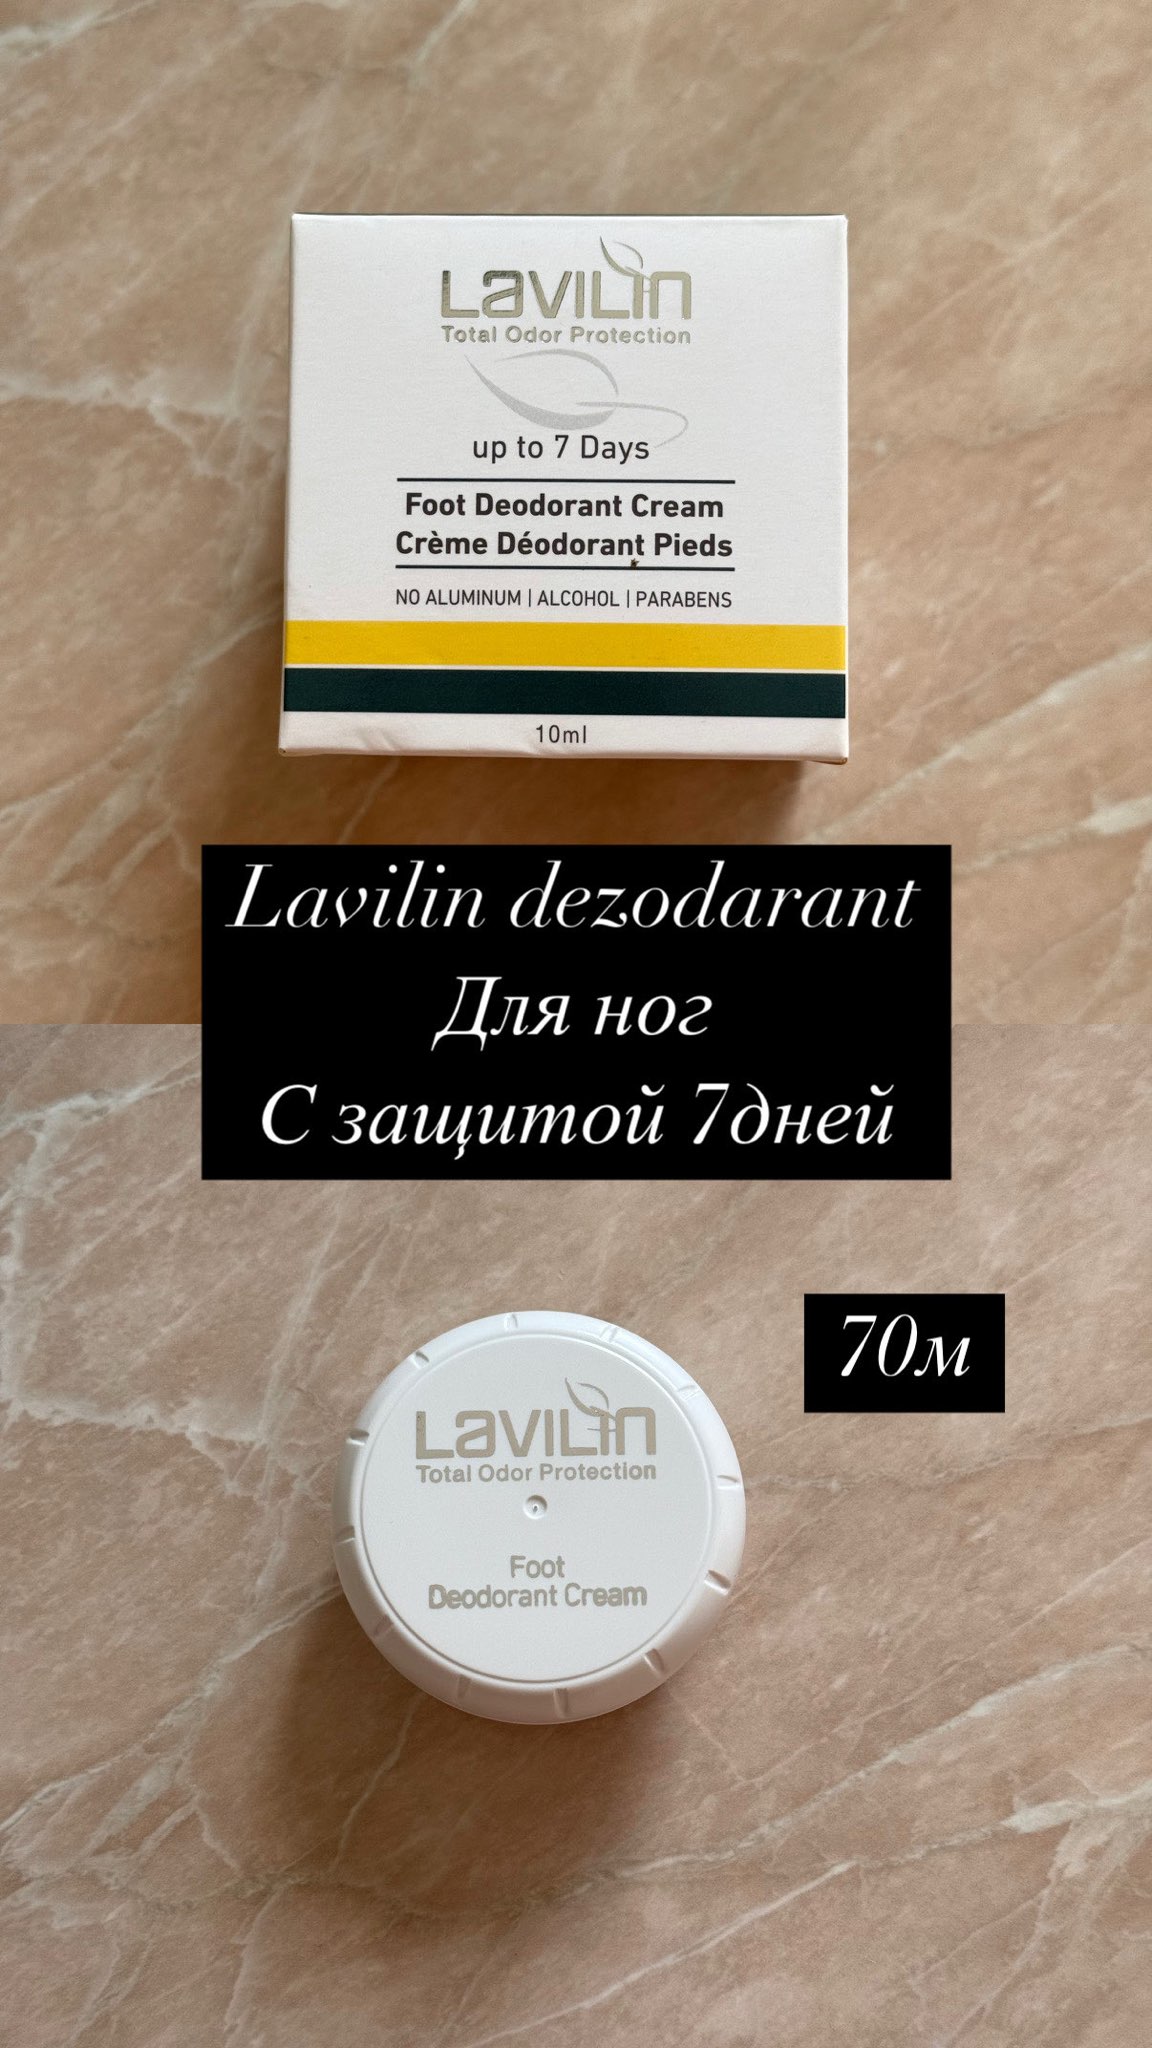 Lavilin
Total Odor Protection
up to 7 Days
Foot Deodorant Cream
Crème Déodorant Pieds
NO ALUMINUM | ALCOHOL | PARABENS
10ml
Lavilin dezodarant
Для ног
С защитой 7дней
70м
Lavilin
Total Odor Protection
Foot
Deodorant Cream